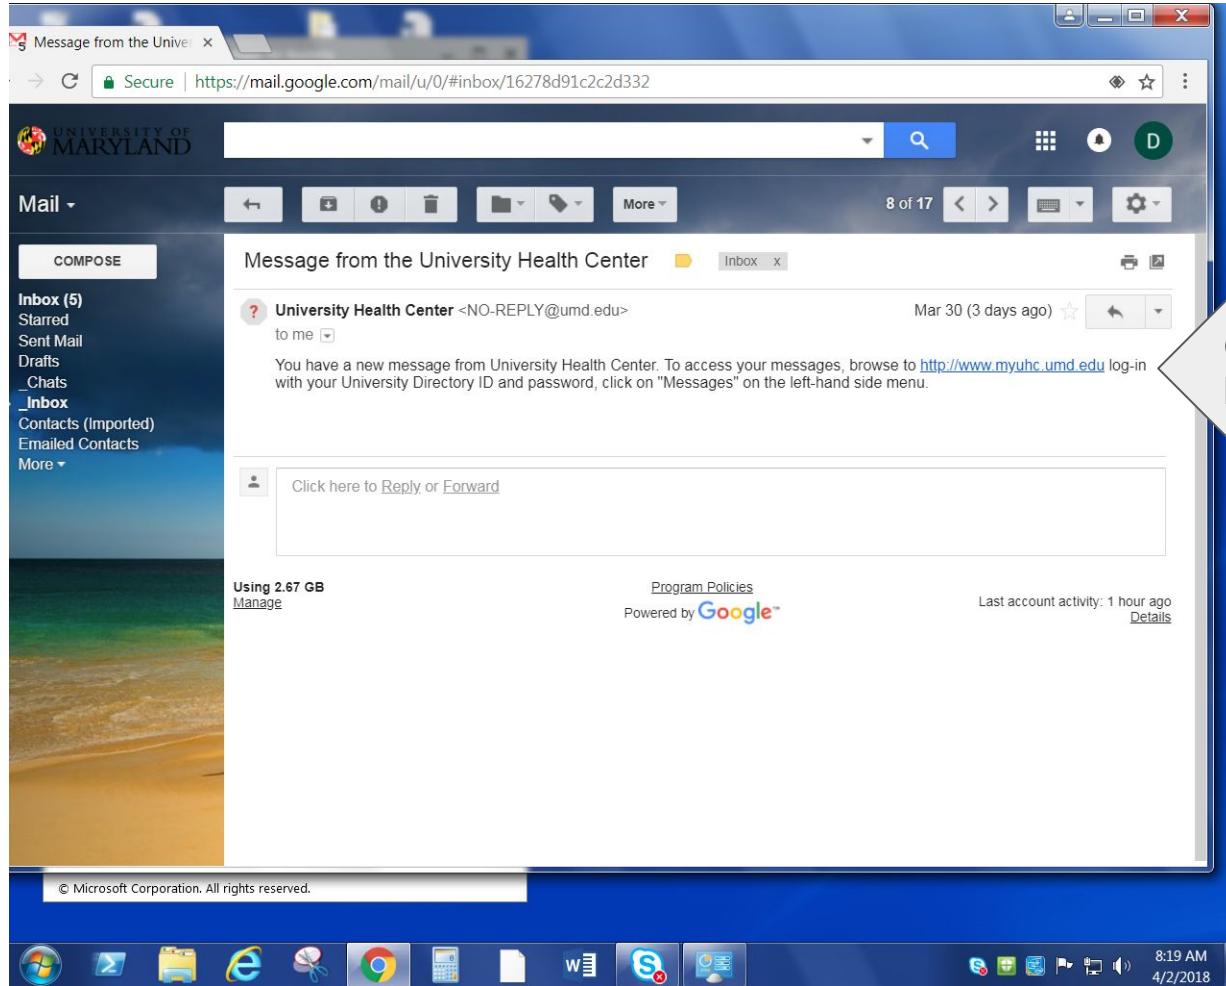 Message from the Univer ×
Secure | https://mail.google.com/mail/u/0/#inbox/16278d91c2c2d332
UNIVERSITY OF
MARYLAND
D
Mail
More
8 of 17
COMPOSE
Message from the University Health Center
Inbox x
Inbox (5)
Starred
Sent Mail
Drafts
_Chats
_Inbox
Contacts (Imported)
Emailed Contacts
More
? University Health Center <NO-REPLY@umd.edu>
Mar 30 (3 days ago)
to me
You have a new message from University Health Center. To access your messages, browse to http://www.myuhc.umd.edu log-in
with your University Directory ID and password, click on "Messages" on the left-hand side menu.
Click here to Reply or Forward
Using 2.67 GB
Manage
Program Policies
Powered by Google™
Last account activity: 1 hour ago
Details
© Microsoft Corporation. All rights reserved.
8:19 AM
4/2/2018